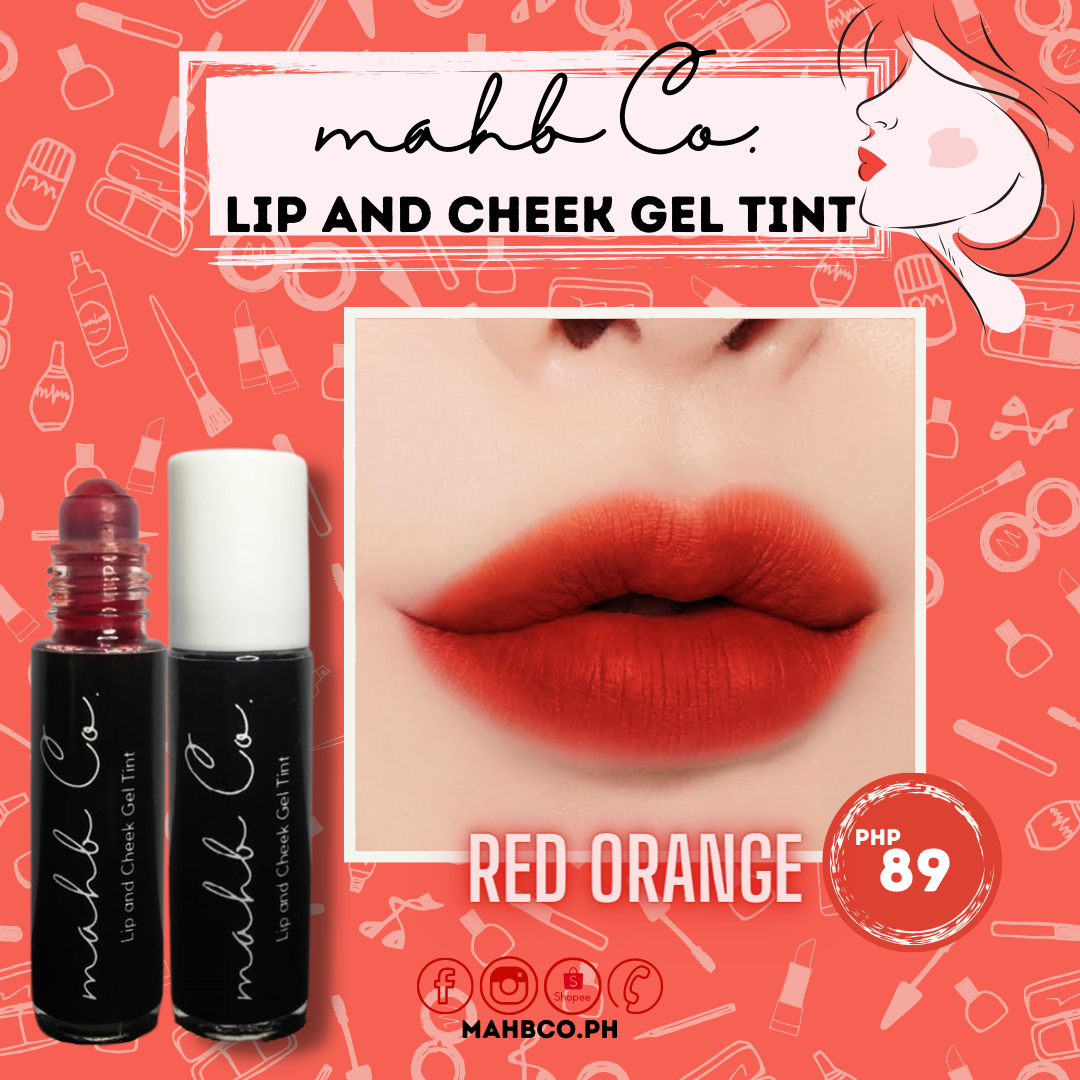 mahb Co.
LIP AND CHEEK GEL TINT
mahb Co.
Lip and Cheek Gel Tint
mahb Co.
Lip and Cheek Gel Tint
RED ORANGE
PHP
89
f
S
Shopee
MAHBCO.PH